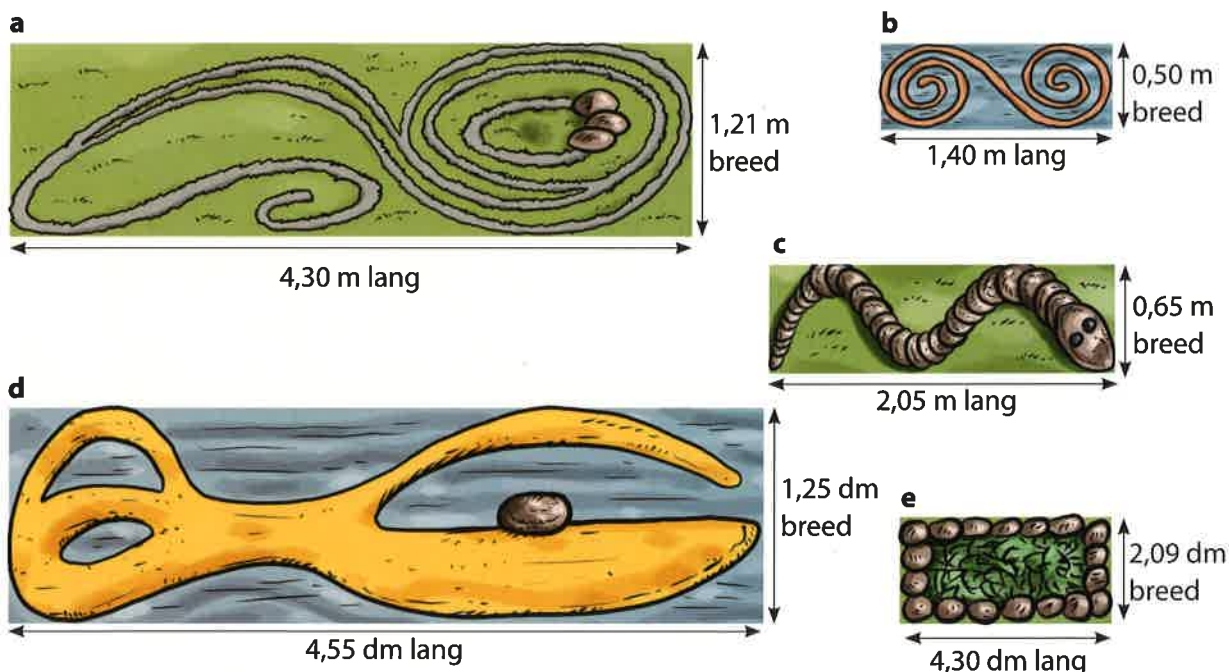 a
1,21 m
breed
4,30 m lang
b
0,50 m
breed
1,40 m lang
c
0,65 m
breed
2,05 m lang
d
1,25 dm
breed
4,55 dm lang
e
2,09 dm
breed
4,30 dm lang